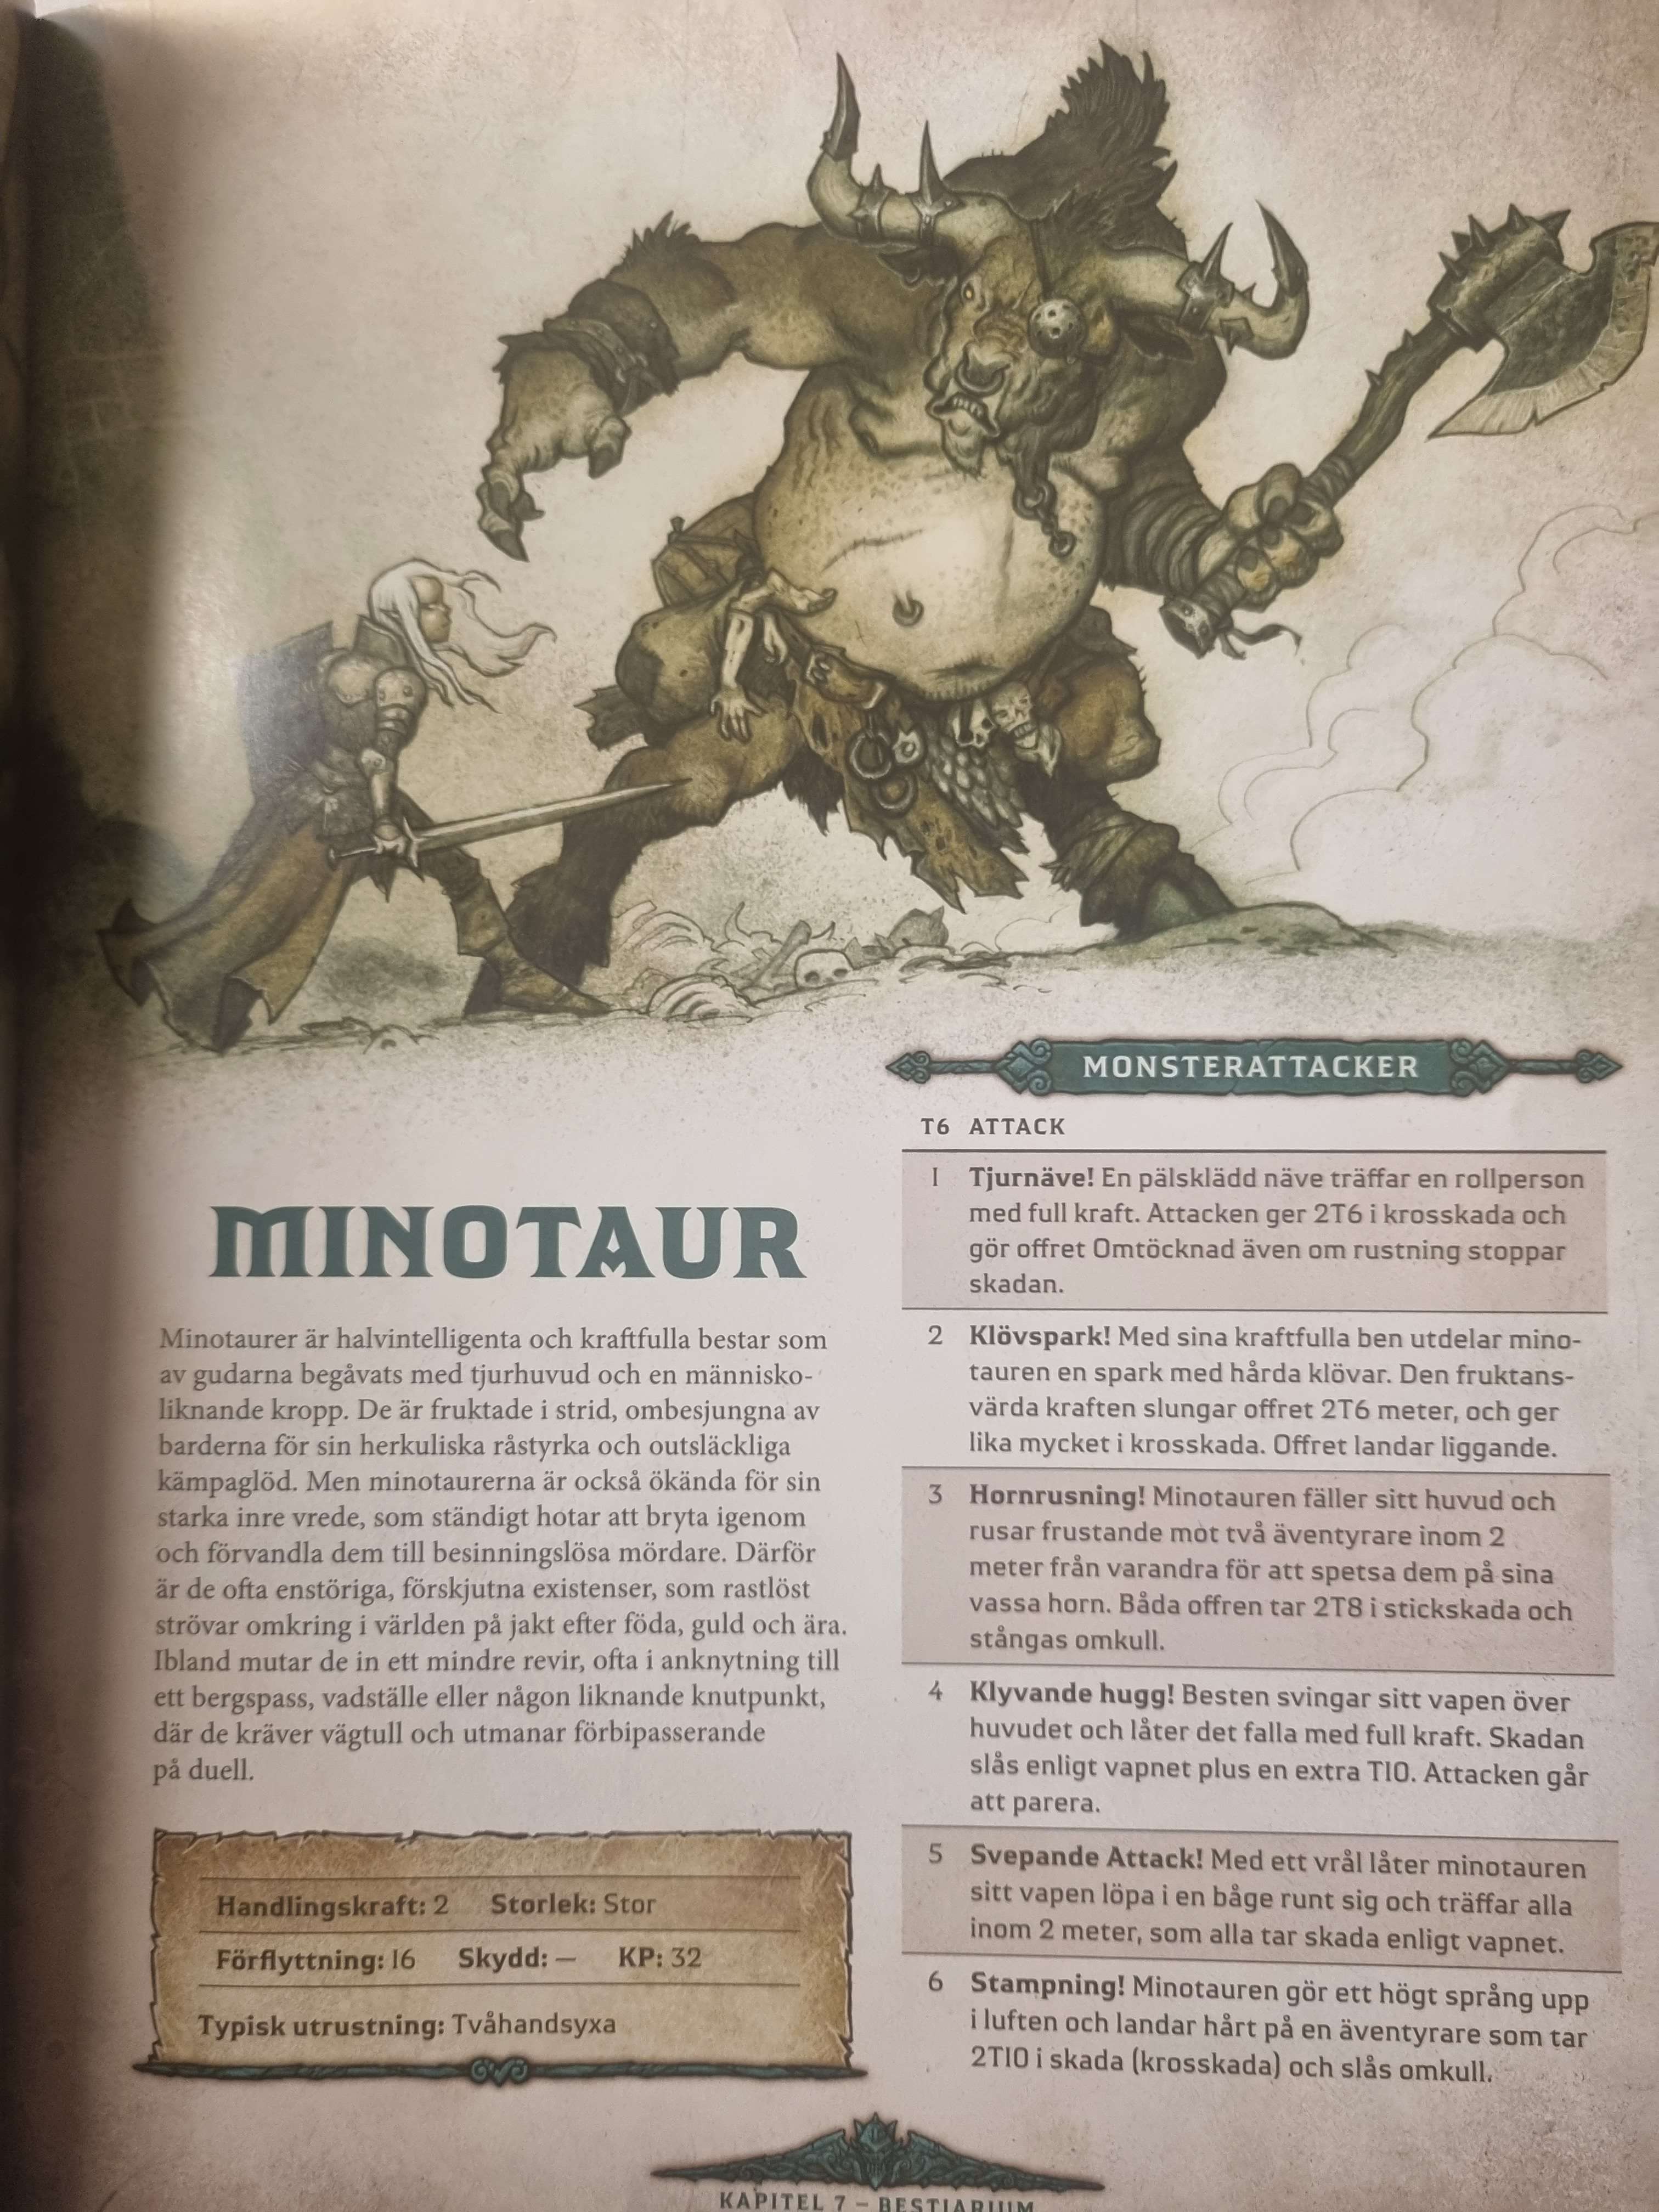 MINOTAUR
Minotaurer är halvintelligenta och kraftfulla bestar som
av gudarna begåvats med tjurhuvud och en människo-
liknande kropp. De är fruktade i strid, ombesjungna av
barderna för sin herkuliska råstyrka och outsläckliga
kämpaglöd. Men minotaurerna är också ökända för sin
starka inre vrede, som ständigt hotar att bryta igenom
och förvandla dem till besinningslösa mördare. Därför
är de ofta enstöriga, förskjutna existenser, som rastlöst
strövar omkring i världen på jakt efter föda, guld och ära.
Ibland mutar de in ett mindre revir, ofta i anknytning till
ett bergspass, vadställe eller någon liknande knutpunkt,
där de kräver vägtull och utmanar förbipasserande
på duell.
Handlingskraft: 2 Storlek: Stor
Förflyttning: 16 Skydd: — KP: 32
Typisk utrustning: Tvåhandsyxa
MONSTERATTACKER
T6 ATTACK
1 Tjurnäve! En pälsklädd näve träffar en rollperson
med full kraft. Attacken ger 2T6 i krosskada och
gör offret Omtöcknad även om rustning stoppar
skadan.
2 Klövspark! Med sina kraftfulla ben utdelar mino-
tauren en spark med hårda klövar. Den fruktans-
värda kraften slungar offret 2T6 meter, och ger
lika mycket i krosskada. Offret landar liggande.
3 Hornrusning! Minotauren fäller sitt huvud och
rusar frustande mot två äventyrare inom 2
meter från varandra för att spetsa dem på sina
vassa horn. Båda offren tar 2T8 i stickskada och
stångas omkull.
4 Klyvande hugg! Besten svingar sitt vapen över
huvudet och låter det falla med full kraft. Skadan
slås enligt vapnet plus en extra T10. Attacken går
att parera.
5 Svepande Attack! Med ett vrål låter minotauren
sitt vapen löpa i en båge runt sig och träffar alla
inom 2 meter, som alla tar skada enligt vapnet.
6 Stampning! Minotauren gör ett högt språng upp
i luften och landar hårt på en äventyrare som tar
2T10 i skada (krosskada) och slås omkull.
KAPITEL 7 – BESTIARIUM